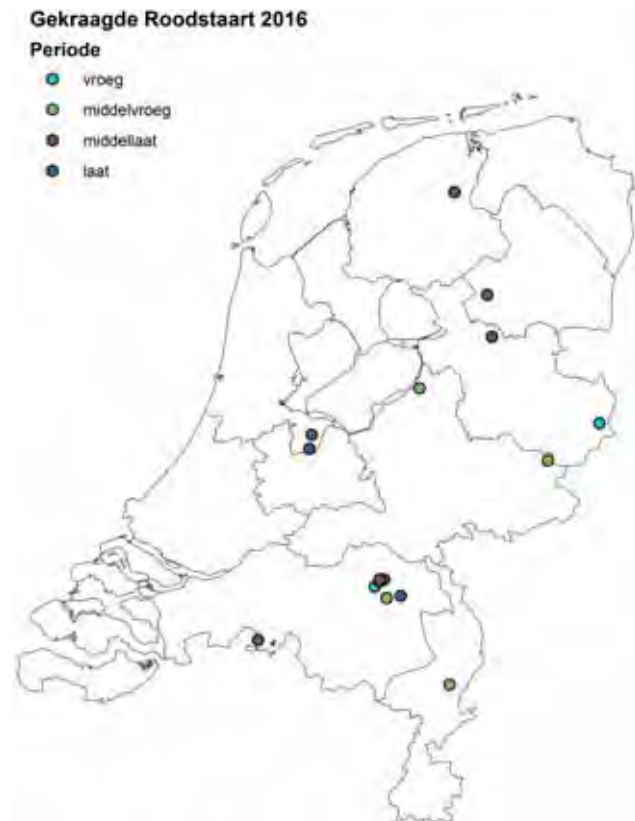 Gekraagde Roodstaart 2016
Periode
vroeg
middelvroeg
middellaat
laat